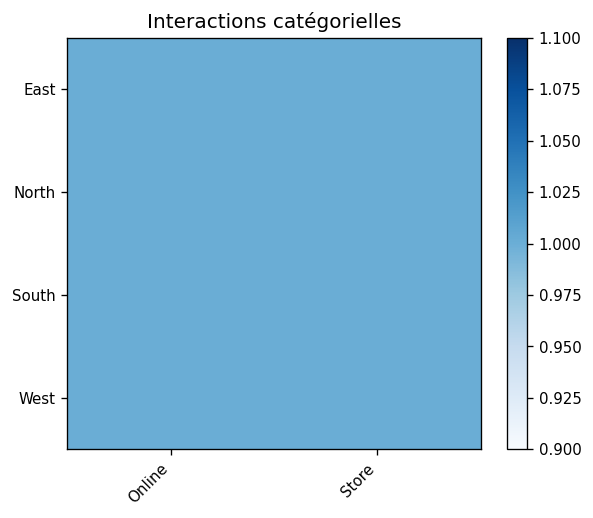 Interactions catégorielles
East
North
South
West
Online
Store
1.100
1.075
1.050
1.025
1.000
0.975
0.950
0.925
0.900